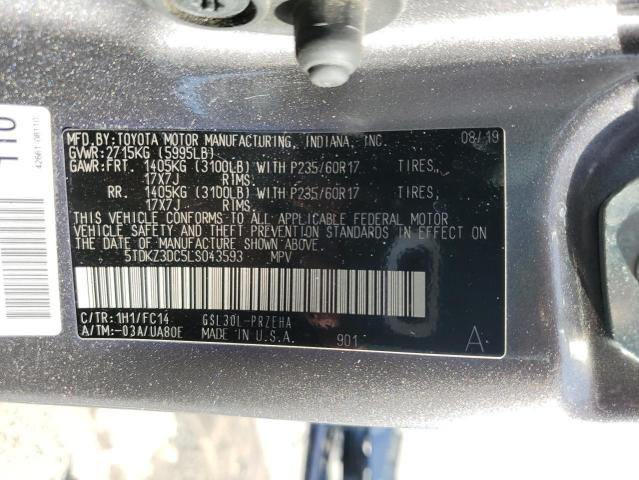 MFD.BY:TOYOTA MOTOR MANUFACTURING, INDIANA, INC. 08/19
GVWR:2715KG (5995LB)
GAWR:FRT. 1405KG (3100LB) WITH P235/60R17 TIRES,
17X7J RIMS,
RR. 1405KG (3100LB) WITH P235/60R17 TIRES,
17X7J RIMS,
THIS VEHICLE CONFORMS TO ALL APPLICABLE FEDERAL MOTOR
VEHICLE SAFETY AND THEFT PREVENTION STANDARDS IN EFFECT
ON THE DATE OF MANUFACTURE SHOWN ABOVE.
5TDKZ3DC5LS043593 MPV
C/TR:1H1/FC14 GSL30L-PRZEHA
A/TM:-03A/UA80E MADE IN U.S.A. 901 A
110
42661-08110